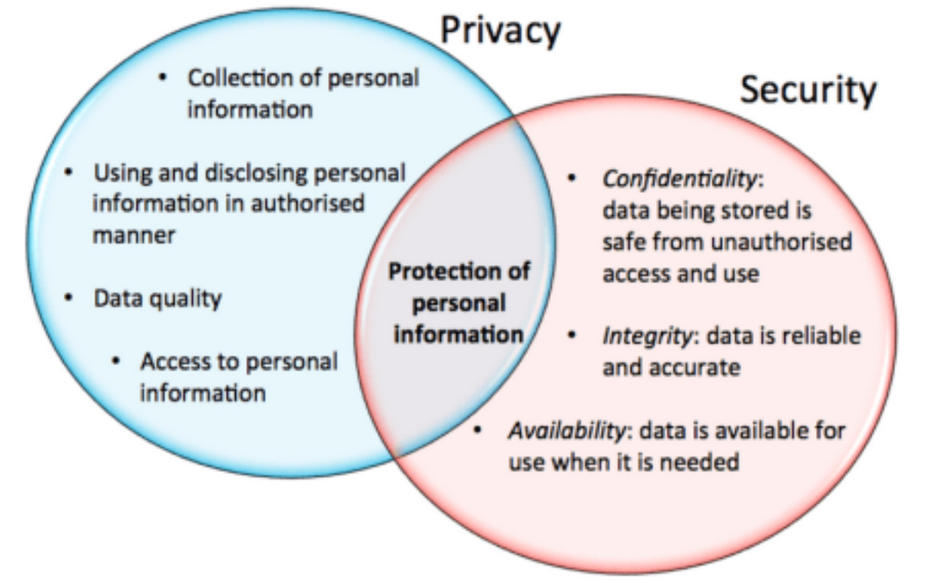 Privacy
• Collection of personal
information
• Using and disclosing personal
information in authorised
manner
• Data quality
• Access to personal
information
Protection of
personal
information
Security
• Confidentiality:
data being stored is
safe from unauthorised
access and use
• Integrity: data is reliable
and accurate
• Availability: data is available for
use when it is needed